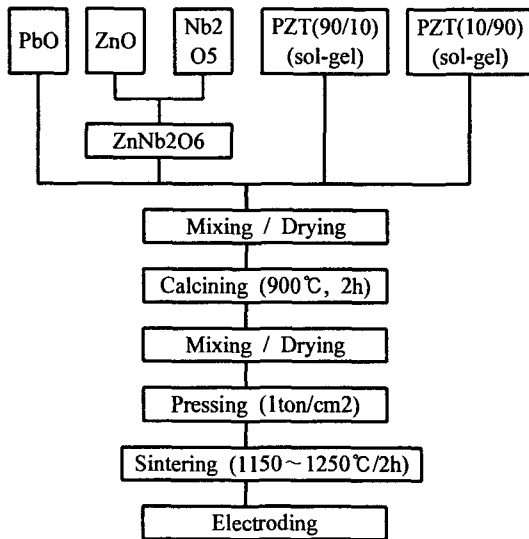 PbO
ZnO
Nb2
O5
PZT(90/10)
(sol-gel)
PZT(10/90)
(sol-gel)
ZnNb2O6
Mixing / Drying
Calcining (900℃, 2h)
Mixing / Drying
Pressing (1ton/cm2)
Sintering (1150～1250℃/2h)
Electroding